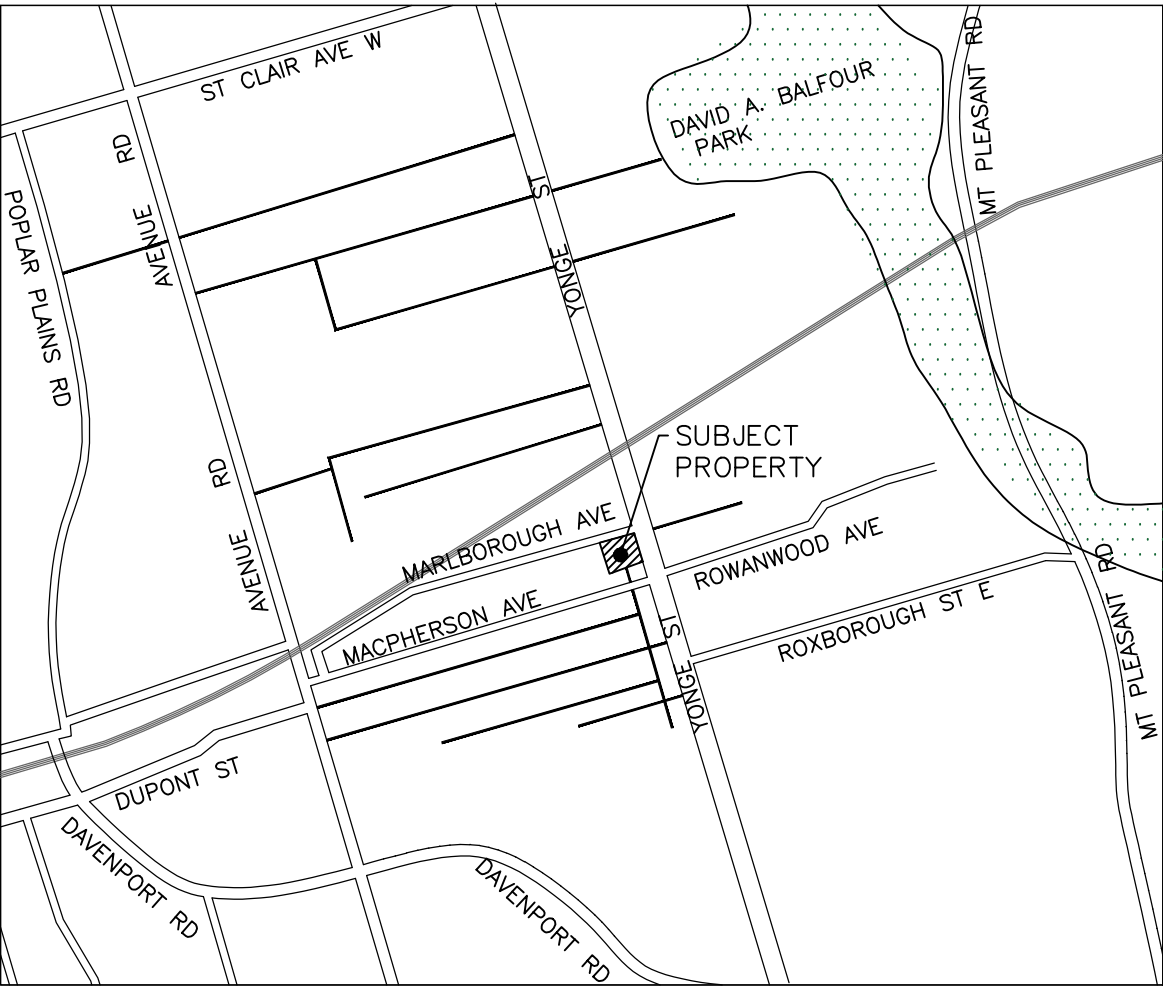 ST CLAIR AVE W
MT PLEASANT RD
DAVID A. BALFOUR
PARK
AVENUE RD
POPLAR PLAINS RD
YONGE ST
SUBJECT
PROPERTY
AVENUE RD
MARLBOROUGH AVE
ROWANWOOD AVE
MACPHERSON AVE
ROXBOROUGH ST E
YONGE ST
MT PLEASANT RD
DUPONT ST
DAVENPORT RD
DAVENPORT RD